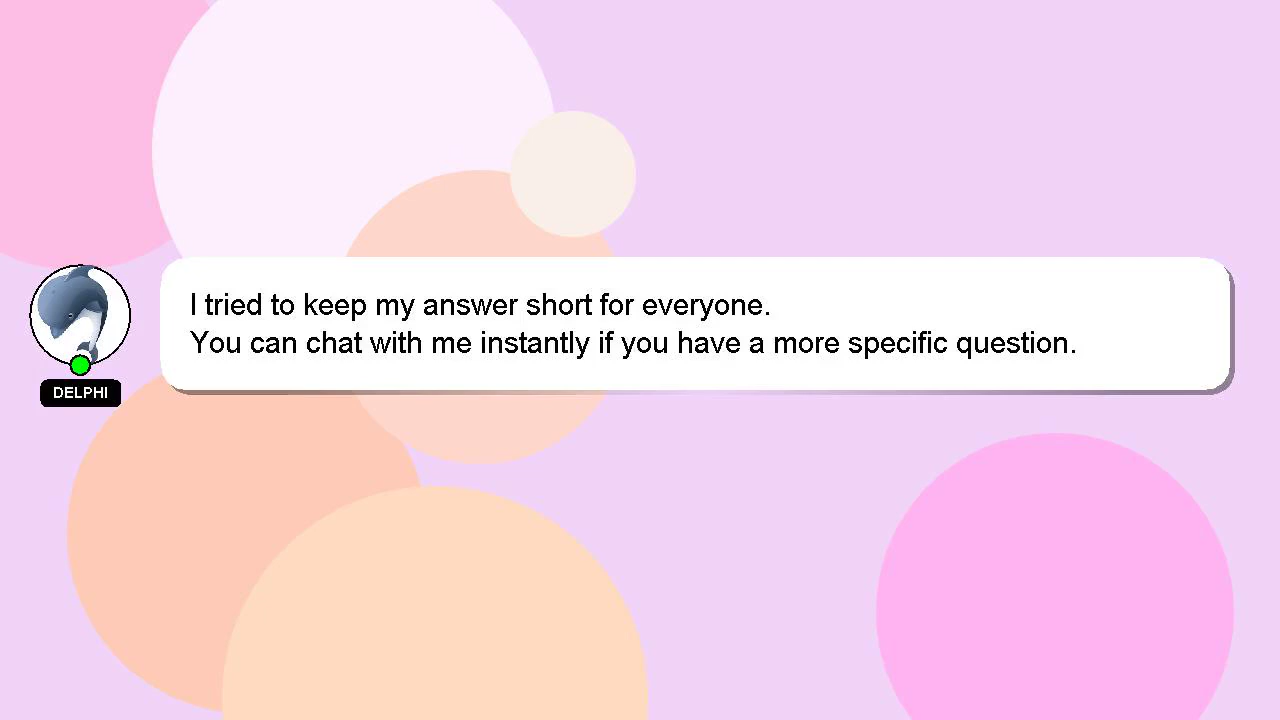 I tried to keep my answer short for everyone.
You can chat with me instantly if you have a more specific question.
DELPHI